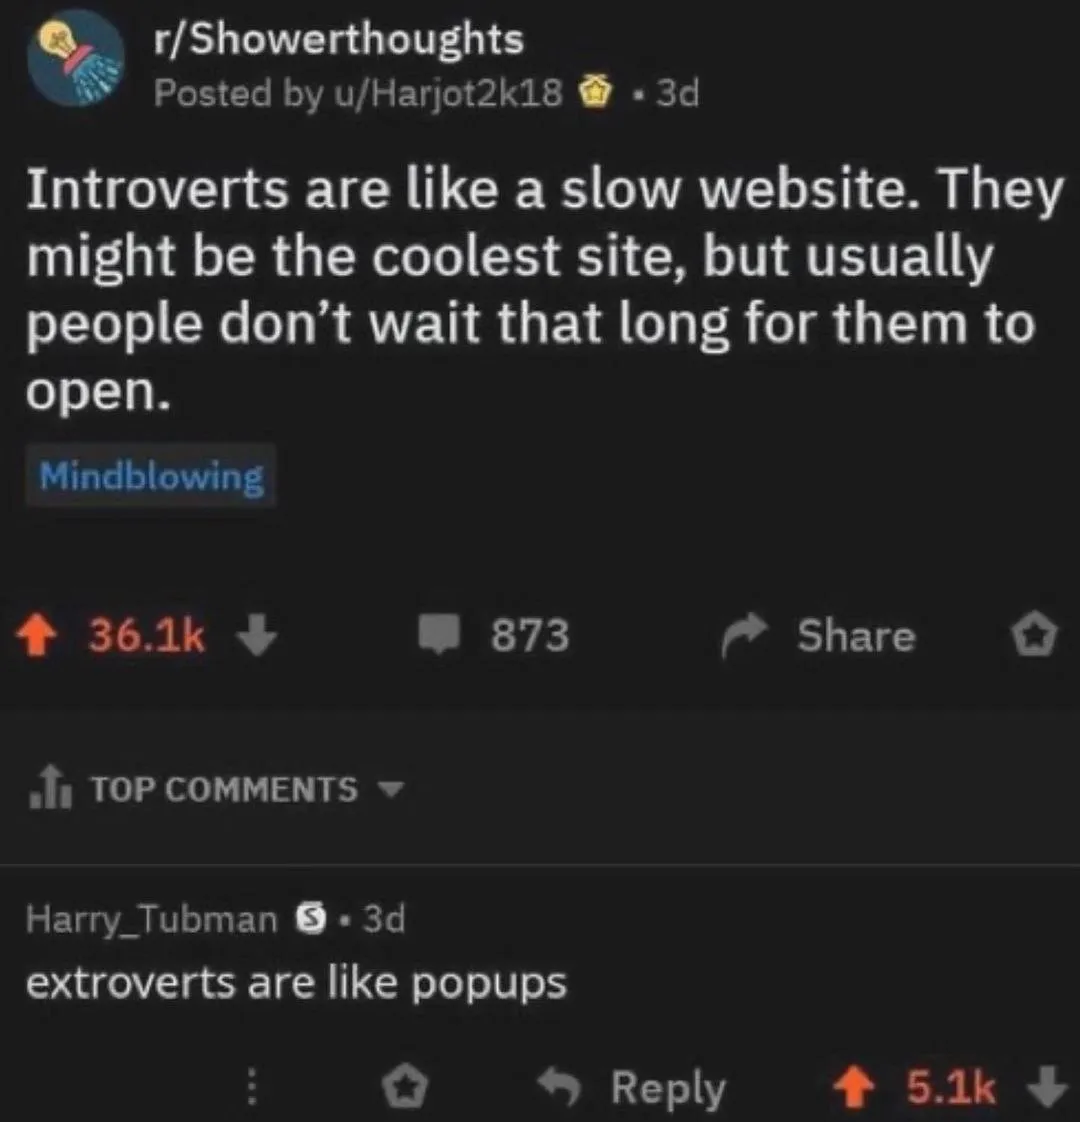 r/Showerthoughts
Posted by u/Harjot2k18 • 3d
Introverts are like a slow website. They
might be the coolest site, but usually
people don’t wait that long for them to
open.
Mindblowing
36.1k 873 Share
TOP COMMENTS
Harry_Tubman S • 3d
extroverts are like popups
Reply 5.1k